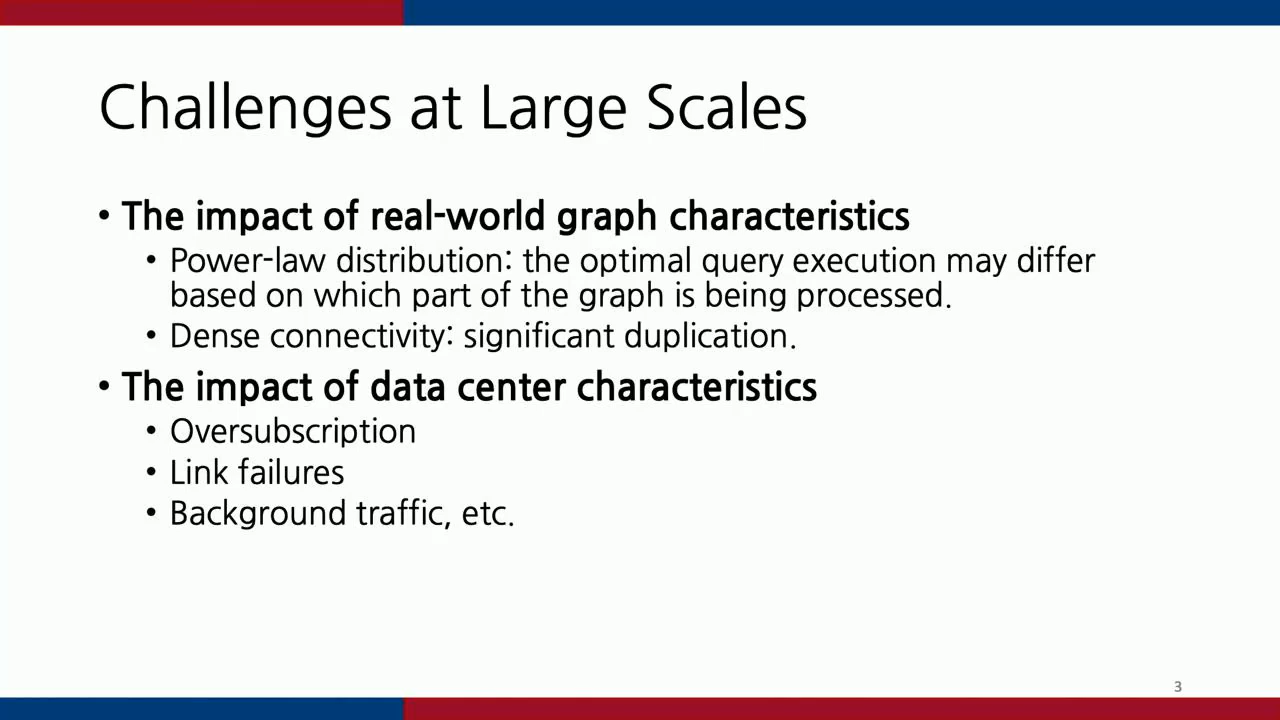 Challenges at Large Scales
• The impact of real-world graph characteristics
• Power-law distribution: the optimal query execution may differ
based on which part of the graph is being processed.
• Dense connectivity: significant duplication.
• The impact of data center characteristics
• Oversubscription
• Link failures
• Background traffic, etc.
3